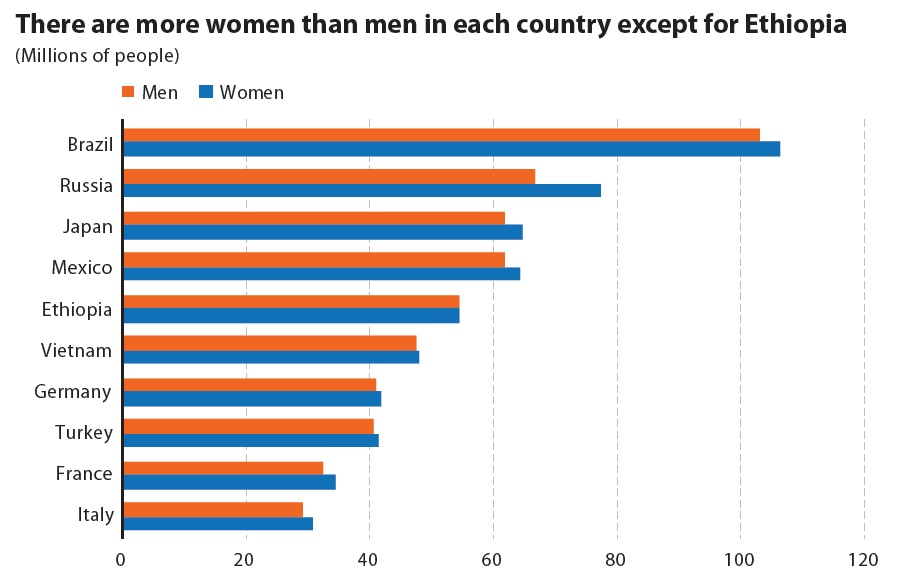 There are more women than men in each country except for Ethiopia
(Millions of people)
Men Women
Brazil
Russia
Japan
Mexico
Ethiopia
Vietnam
Germany
Turkey
France
Italy
0 20 40 60 80 100 120